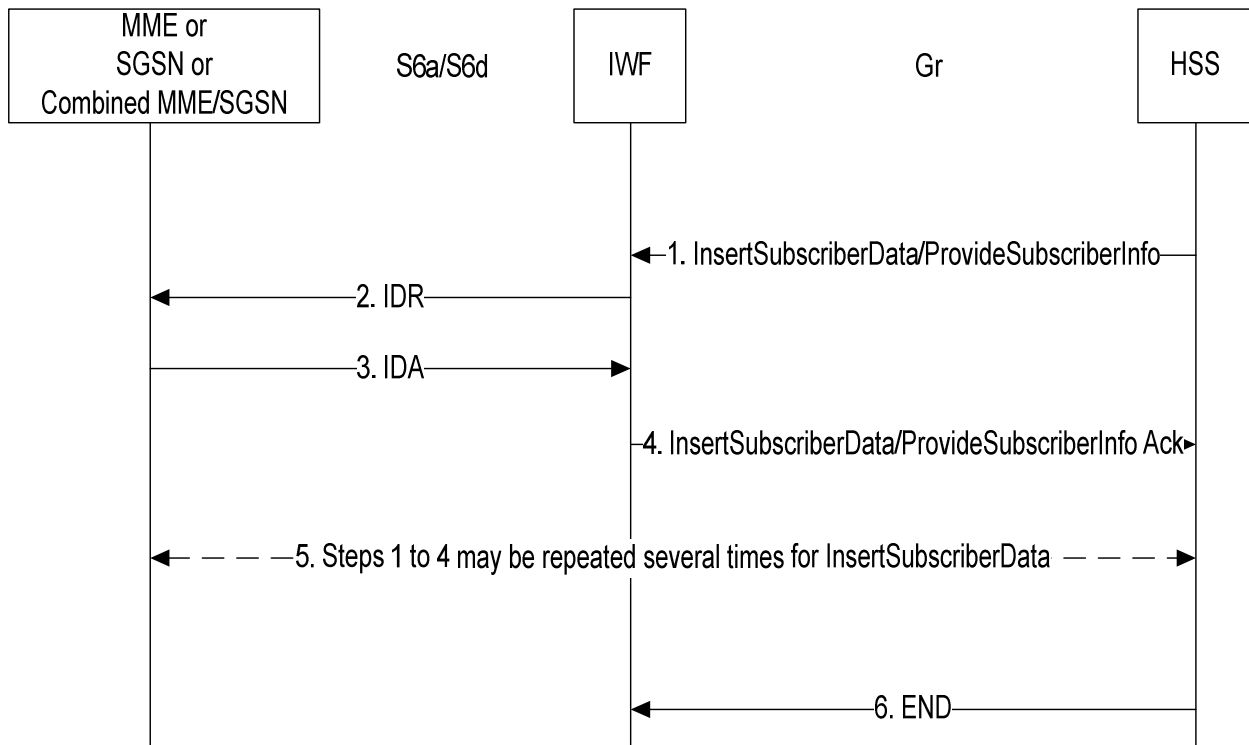 MME or
SGSN or
Combined MME/SGSN
S6a/S6d
IWF
Gr
HSS
1. InsertSubscriberData/ProvideSubscriberInfo
2. IDR
3. IDA
4. InsertSubscriberData/ProvideSubscriberInfo Ack
5. Steps 1 to 4 may be repeated several times for InsertSubscriberData
6. END